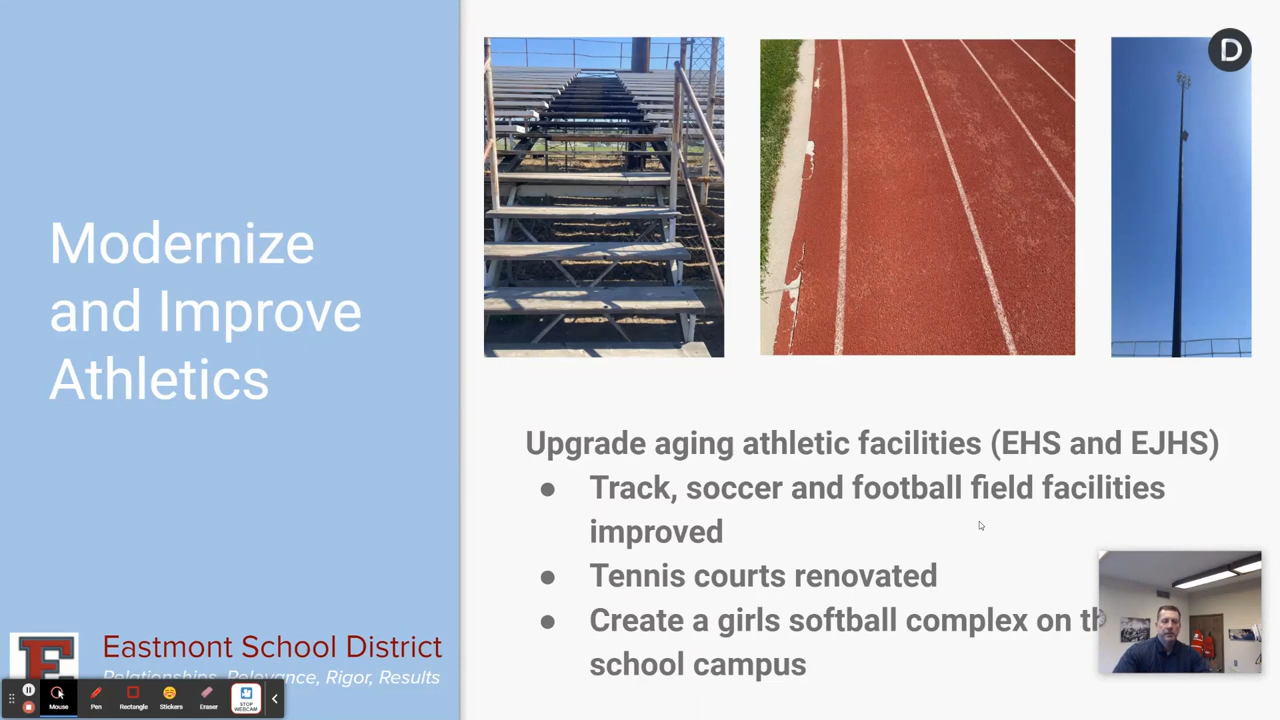 Modernize
and Improve
Athletics
Upgrade aging athletic facilities (EHS and EJHS)
● Track, soccer and football field facilities
improved
● Tennis courts renovated
● Create a girls softball complex on
school campus
D
E
Eastmont School District
Relationships, Relevance, Rigor, Results
Mouse
Pen
Rectangle
Stickers
Eraser
STOP
WEBCAM